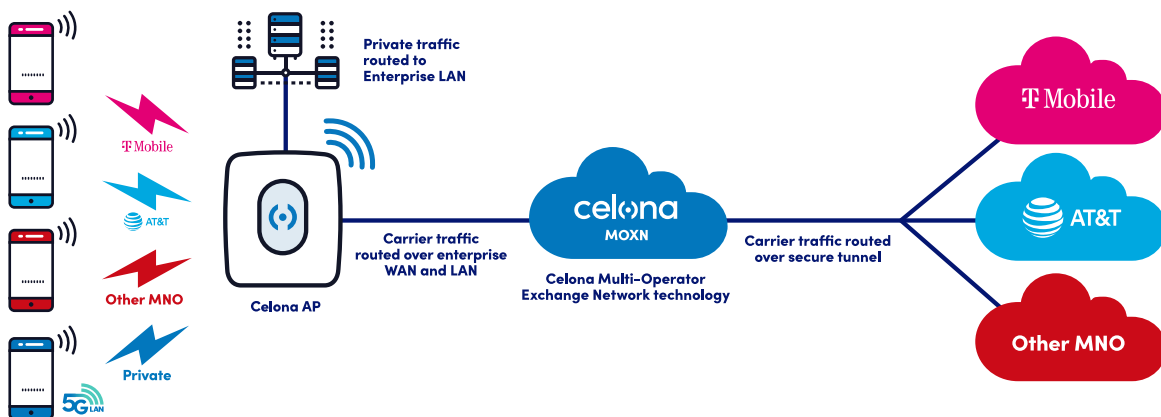 Private traffic
routed to
Enterprise LAN
T Mobile
AT&T
Other MNO
Private
5G LAN
Celona AP
Carrier traffic
routed over enterprise
WAN and LAN
celona
MOXN
Celona Multi-Operator
Exchange Network technology
Carrier traffic routed
over secure tunnel
T Mobile
AT&T
Other MNO